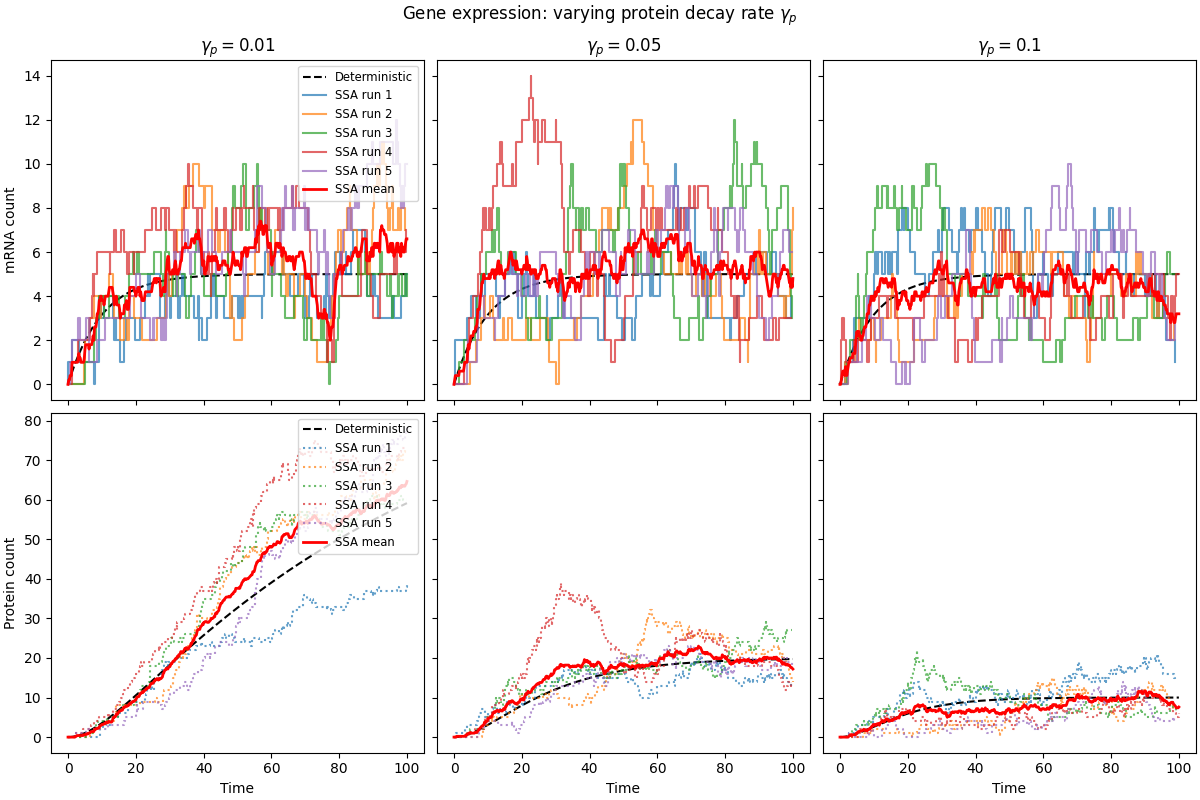 Gene expression: varying protein decay rate γp
γp = 0.01
γp = 0.05
γp = 0.1
mRNA count
14
12
10
8
6
4
2
0
Deterministic
SSA run 1
SSA run 2
SSA run 3
SSA run 4
SSA run 5
SSA mean
Protein count
80
70
60
50
40
30
20
10
0
Deterministic
SSA run 1
SSA run 2
SSA run 3
SSA run 4
SSA run 5
SSA mean
0 20 40 60 80 100
0 20 40 60 80 100
0 20 40 60 80 100
Time
Time
Time